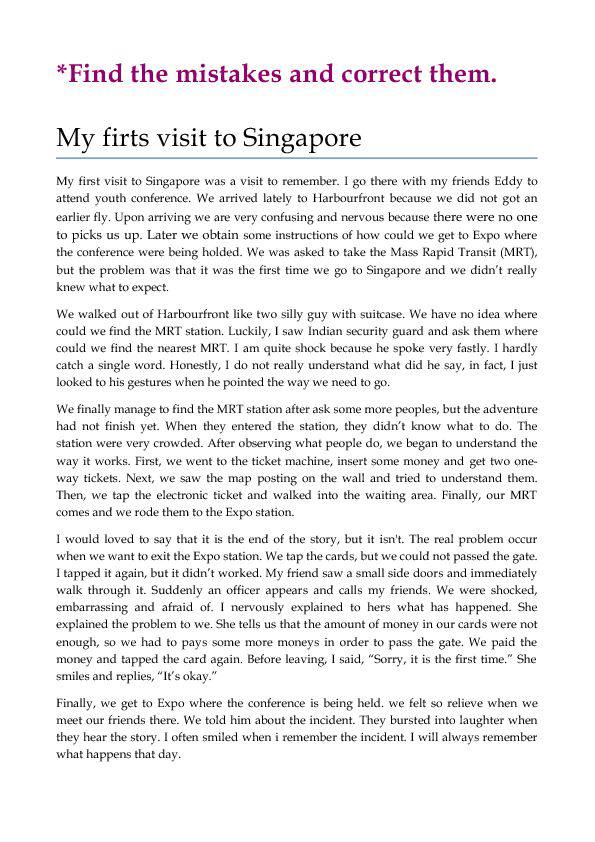 *Find the mistakes and correct them.
My firts visit to Singapore
My first visit to Singapore was a visit to remember. I go there with my friends Eddy to
attend youth conference. We arrived lately to Harbourfront because we did not got an
earlier fly. Upon arriving we are very confusing and nervous because there were no one
to picks us up. Later we obtain some instructions of how could we get to Expo where
the conference were being holded. We was asked to take the Mass Rapid Transit (MRT),
but the problem was that it was the first time we go to Singapore and we didn't really
knew what to expect.
We walked out of Harbourfront like two silly guy with suitcase. We have no idea where
could we find the MRT station. Luckily, I saw Indian security guard and ask them where
could we find the nearest MRT. I am quite shock because he spoke very fastly. I hardly
catch a single word. Honestly, I do not really understand what did he say, in fact, I just
looked to his gestures when he pointed the way we need to go.
We finally manage to find the MRT station after ask some more peoples, but the adventure
had not finish yet. When they entered the station, they didn't know what to do. The
station were very crowded. After observing what people do, we began to understand the
way it works. First, we went to the ticket machine, insert some money and get two one-
way tickets. Next, we saw the map posting on the wall and tried to understand them.
Then, we tap the electronic ticket and walked into the waiting area. Finally, our MRT
comes and we rode them to the Expo station.
I would loved to say that it is the end of the story, but it isn't. The real problem occur
when we want to exit the Expo station. We tap the cards, but we could not passed the gate.
I tapped it again, but it didn't worked. My friend saw a small side doors and immediately
walk through it. Suddenly an officer appears and calls my friends. We were shocked,
embarrassing and afraid of. I nervously explained to hers what has happened. She
explained the problem to we. She tells us that the amount of money in our cards were not
enough, so we had to pays some more moneys in order to pass the gate. We paid the
money and tapped the card again. Before leaving, I said, "Sorry, it is the first time." She
smiles and replies, "It's okay."
Finally, we get to Expo where the conference is being held. we felt so relieve when we
meet our friends there. We told him about the incident. They bursted into laughter when
they hear the story. I often smiled when i remember the incident. I will always remember
what happens that day.